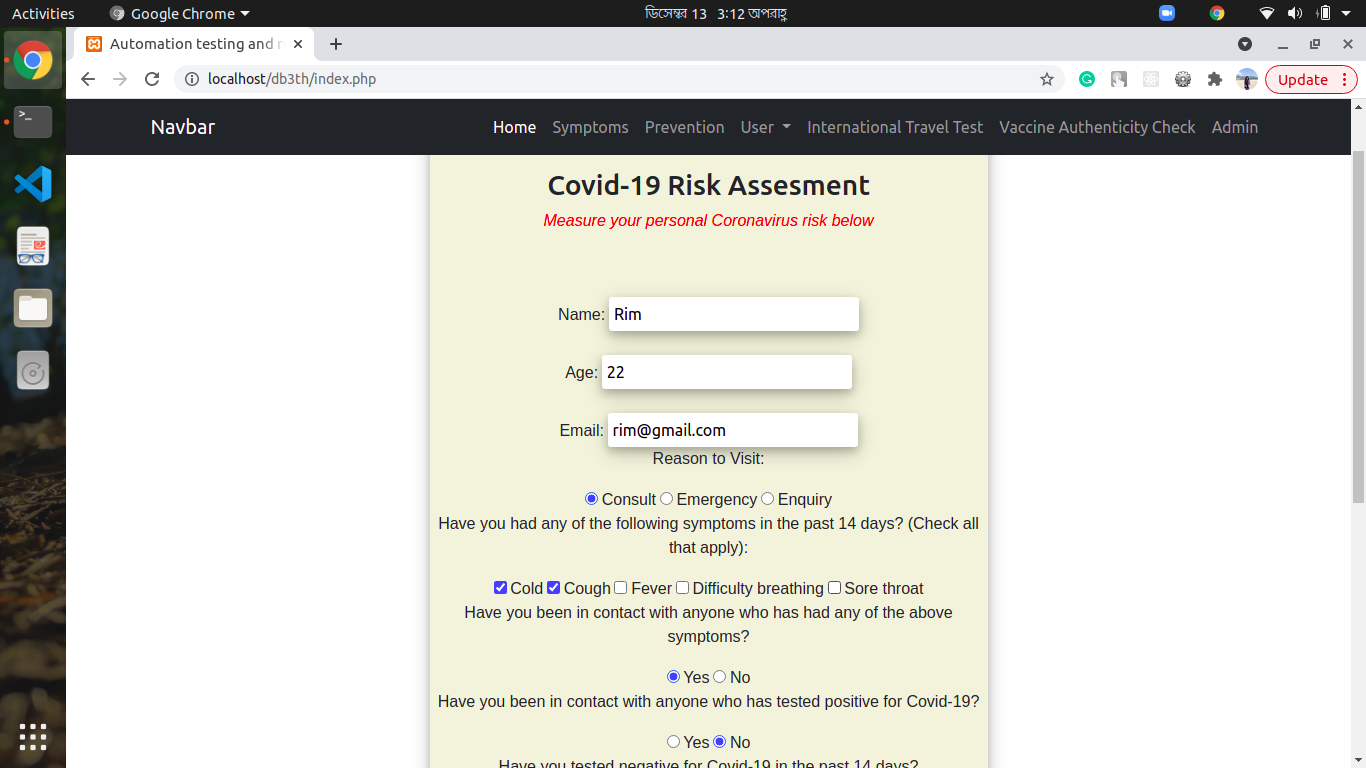 Activities Google Chrome ডিসেম্বর 13 3:12 অপরাহ্ণ
Automation testing and
localhost/db3th/index.php Update
Navbar Home Symptoms Prevention User International Travel Test Vaccine Authenticity Check Admin
Covid-19 Risk Assesment
Measure your personal Coronavirus risk below
Name: Rim
Age: 22
Email: rim@gmail.com
Reason to Visit:
Consult Emergency Enquiry
Have you had any of the following symptoms in the past 14 days? (Check all
that apply):
Cold Cough Fever Difficulty breathing Sore throat
Have you been in contact with anyone who has had any of the above
symptoms?
Yes No
Have you been in contact with anyone who has tested positive for Covid-19?
Yes No
Have you tested negative for Covid-19 in the past 14 days?